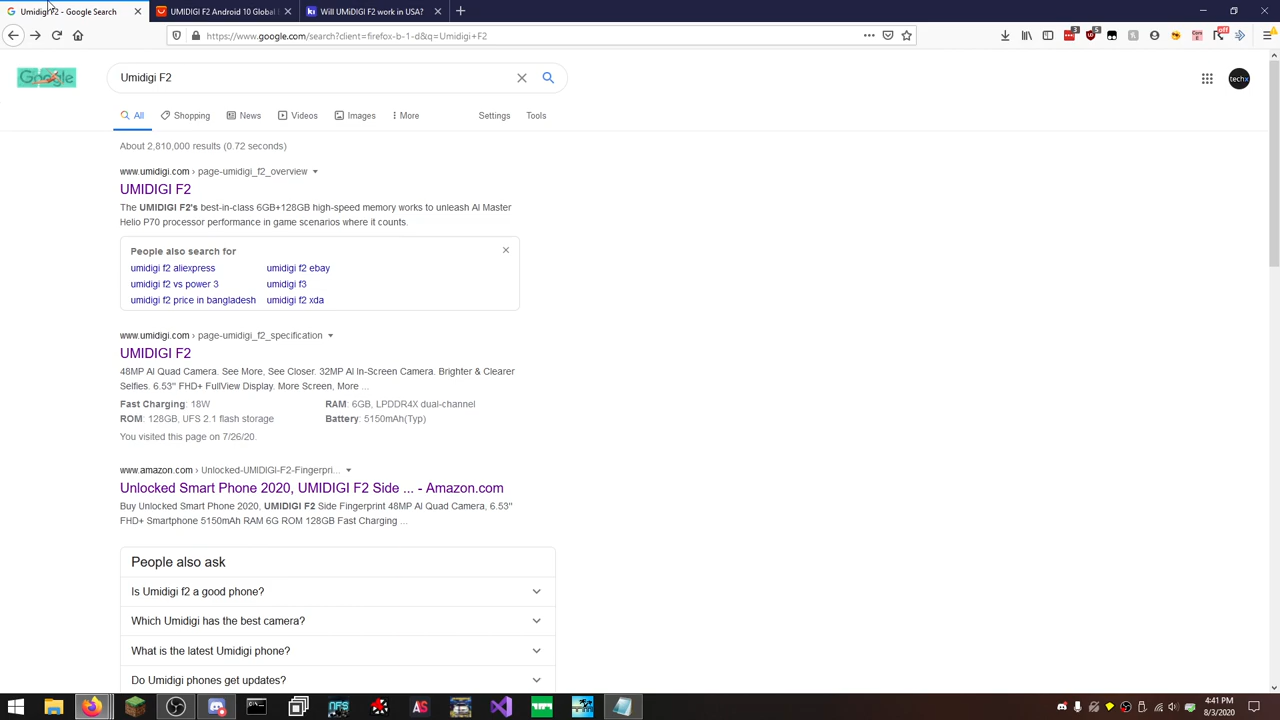 Umidigi F2 - Google Search
UMIDIGI F2 Android 10 Global
Will UMiDIGI F2 work in USA?
https://www.google.com/search?client=firefox-b-1-d&q=Umidigi+F2
Google
Umidigi F2
techx
All
Shopping
News
Videos
Images
More
Settings
Tools
About 2,810,000 results (0.72 seconds)
www.umidigi.com › page-umidigi_f2_overview
UMIDIGI F2
The UMIDIGI F2's best-in-class 6GB+128GB high-speed memory works to unleash AI Master
Helio P70 processor performance in game scenarios where it counts.
People also search for
umidigi f2 aliexpress
umidigi f2 ebay
umidigi f2 vs power 3
umidigi f3
umidigi f2 price in bangladesh
umidigi f2 xda
www.umidigi.com › page-umidigi_f2_specification
UMIDIGI F2
48MP AI Quad Camera. See More, See Closer. 32MP AI In-Screen Camera. Brighter & Clearer
Selfies. 6.53" FHD+ FullView Display. More Screen, More ...
Fast Charging: 18W
RAM: 6GB, LPDDR4X dual-channel
ROM: 128GB, UFS 2.1 flash storage
Battery: 5150mAh(Typ)
You visited this page on 7/26/20.
www.amazon.com › Unlocked-UMIDIGI-F2-Fingerpri...
Unlocked Smart Phone 2020, UMIDIGI F2 Side ... - Amazon.com
Buy Unlocked Smart Phone 2020, UMIDIGI F2 Side Fingerprint 48MP AI Quad Camera, 6.53"
FHD+ Smartphone 5150mAh RAM 6G ROM 128GB Fast Charging ...
People also ask
Is Umidigi f2 a good phone?
Which Umidigi has the best camera?
What is the latest Umidigi phone?
Do Umidigi phones get updates?
4:41 PM
8/3/2020